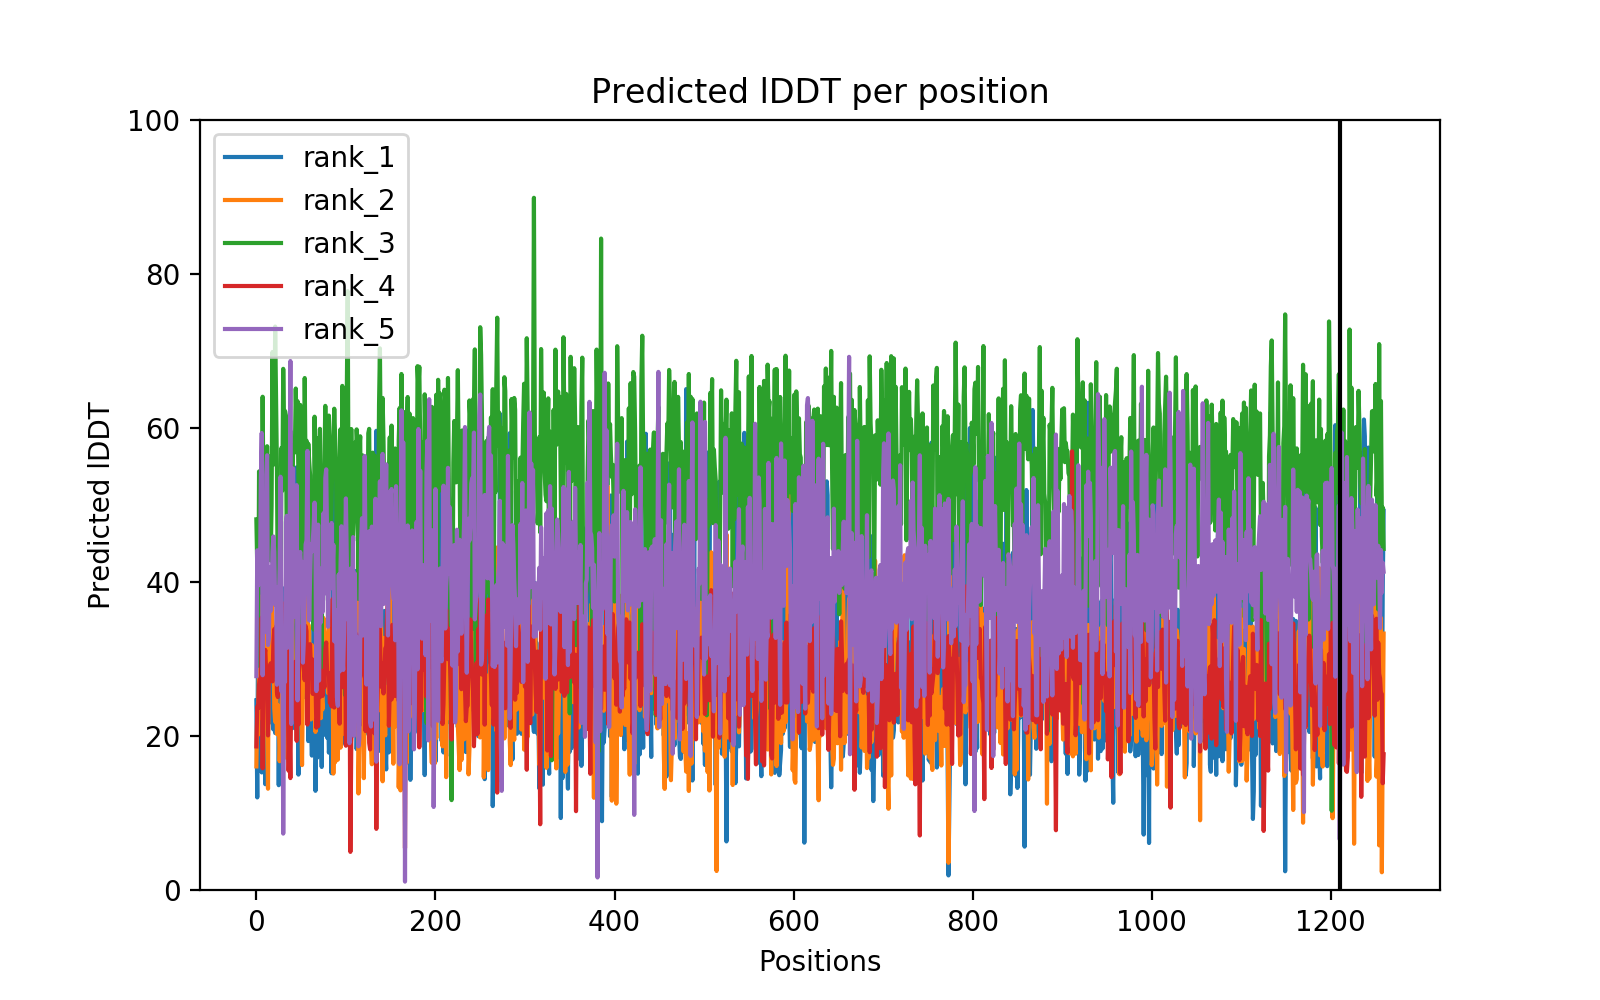 Predicted lDDT per position
100
80
60
40
20
0
Predicted lDDT
rank_1
rank_2
rank_3
rank_4
rank_5
0 200 400 600 800 1000 1200
Positions